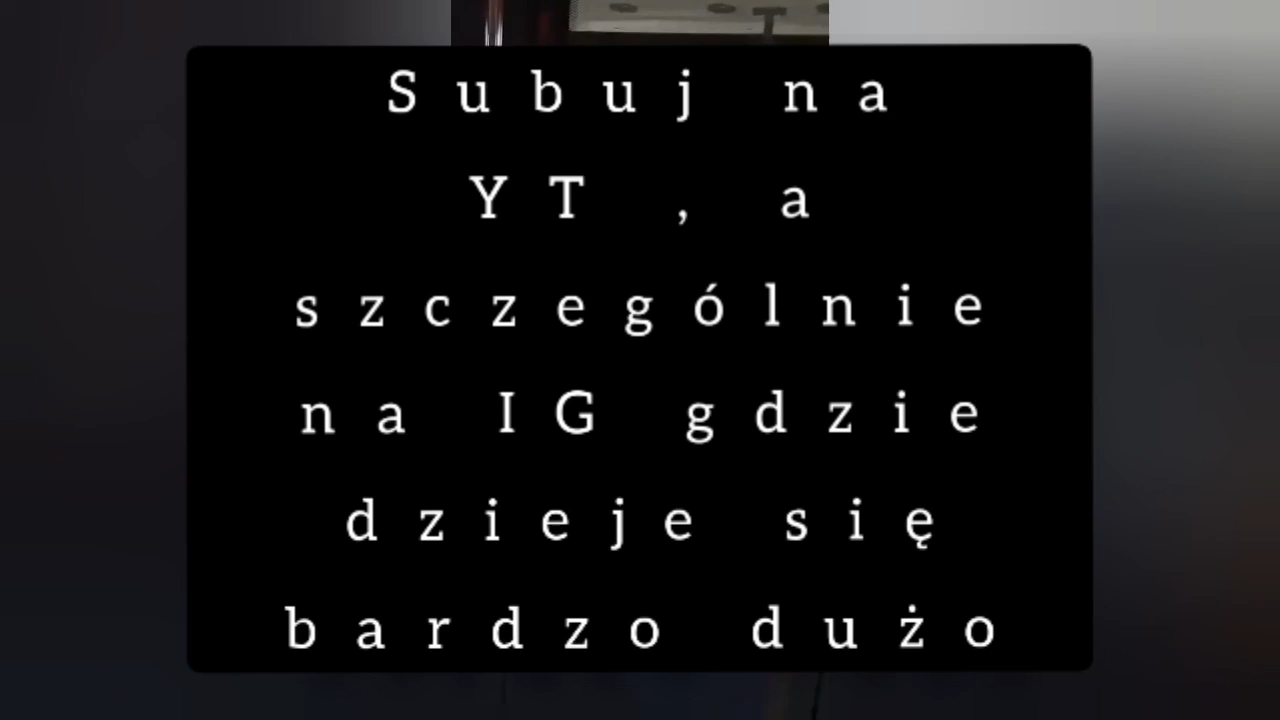 Subuj na
YT , a
szczególnie
na IG gdzie
dzieje się
bardzo dużo